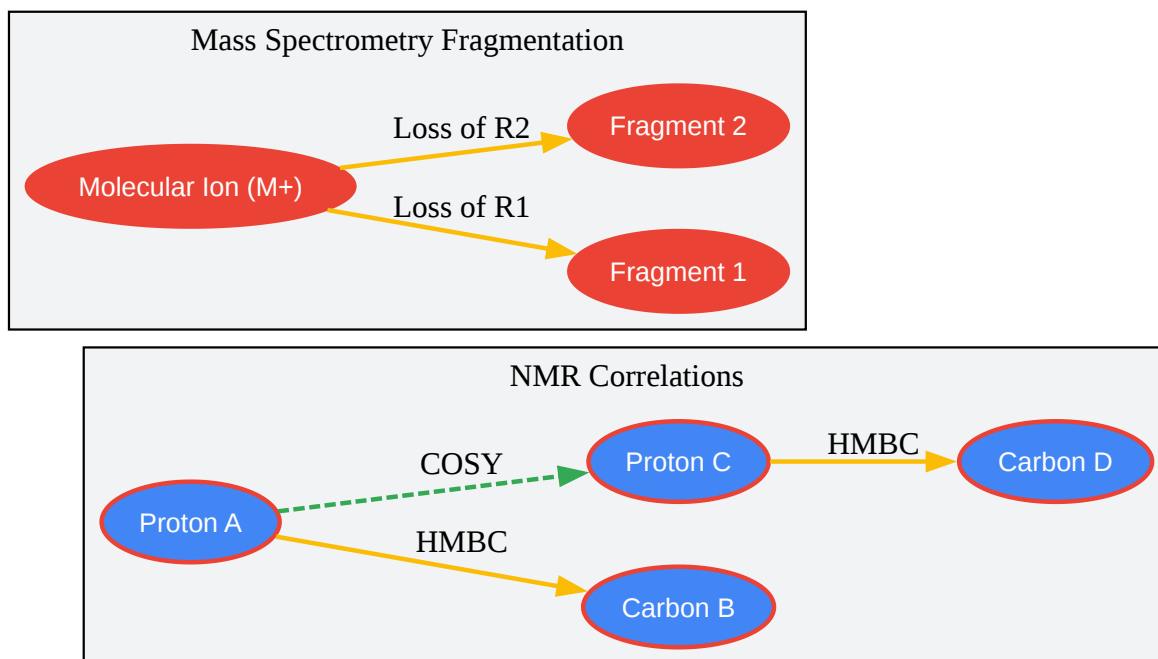 Mass Spectrometry Fragmentation
Loss of R2
Fragment 2
Molecular Ion (M+)
Loss of R1
Fragment 1
NMR Correlations
COSY
Proton C
HMBC
Carbon D
Proton A
HMBC
Carbon B